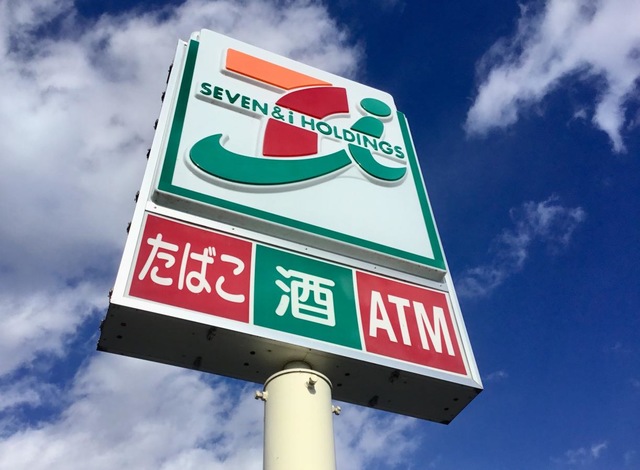 SEVEN&i HOLDINGS
たばこ 酒 ATM